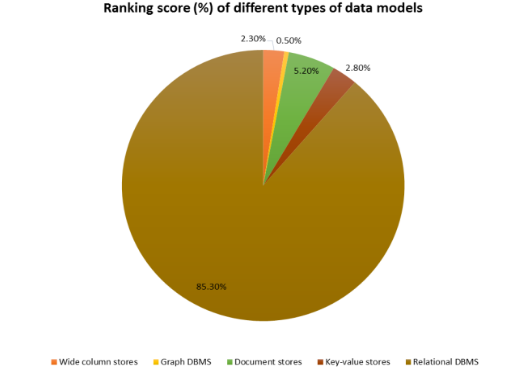 Ranking score (%) of different types of data models
2.30%
0.50%
5.20%
2.80%
85.30%
Wide column stores
Graph DBMS
Document stores
Key-value stores
Relational DBMS